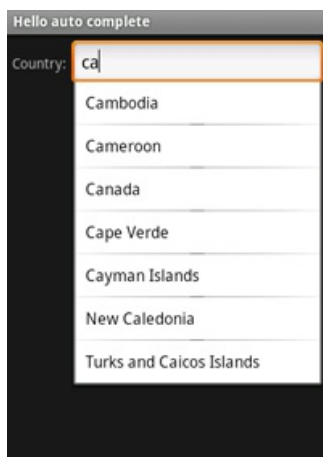 Hello auto complete
Country: ca
Cambodia
Cameroon
Canada
Cape Verde
Cayman Islands
New Caledonia
Turks and Caicos Islands